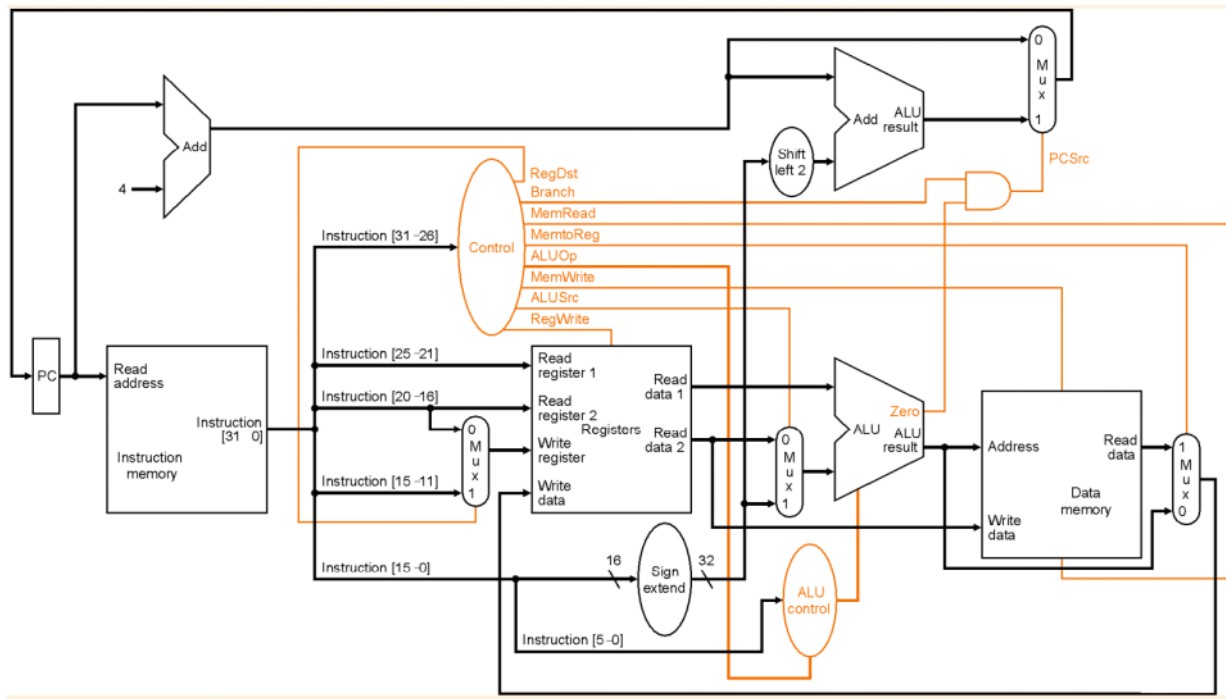 0
M
u
x
1
Add
ALU
result
Add
Shift
left 2
PCSrc
4
RegDst
Branch
MemRead
MemtoReg
ALUOp
MemWrite
ALUSrc
RegWrite
Control
Instruction [31–26]
Instruction [25–21]
Instruction [20–16]
Instruction [15–11]
Instruction [15–0]
Instruction [5–0]
PC
Read
address
Instruction
[31 0]
Instruction
memory
0
M
u
x
1
Read
register 1
Read
register 2
Write
register
Write
data
Registers
Read
data 1
Read
data 2
0
M
u
x
1
Zero
ALU
ALU
result
Address
Read
data
Write
data
Data
memory
1
M
u
x
0
16
Sign
extend
32
ALU
control